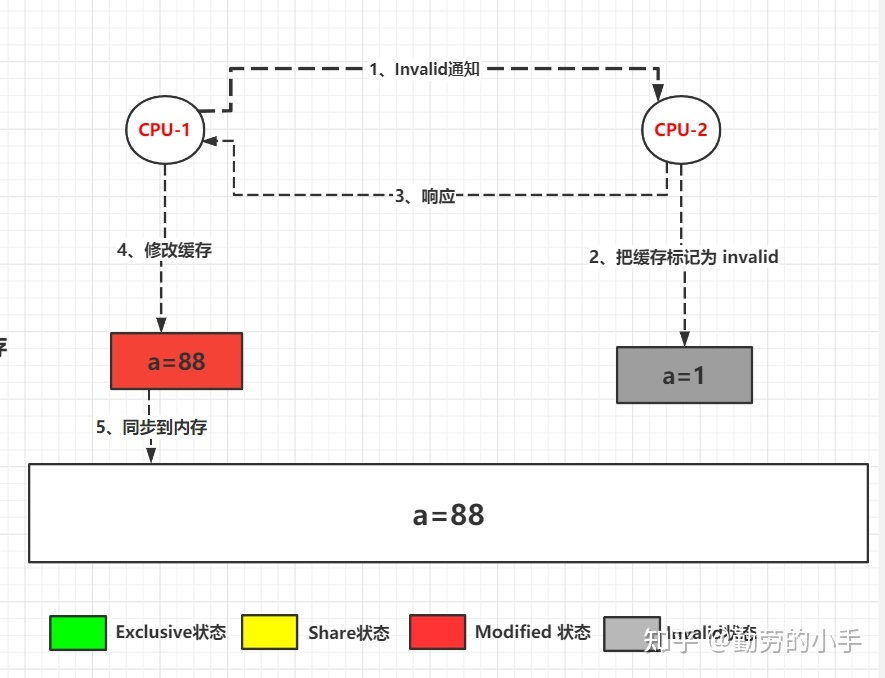 1、Invalid通知
CPU-1
CPU-2
3、响应
4、修改缓存
2、把缓存标记为 invalid
存
a=88
a=1
5、同步到内存
a=88
Exclusive状态
Share状态
Modified 状态
Invalid状态
知乎 @勤劳的小手